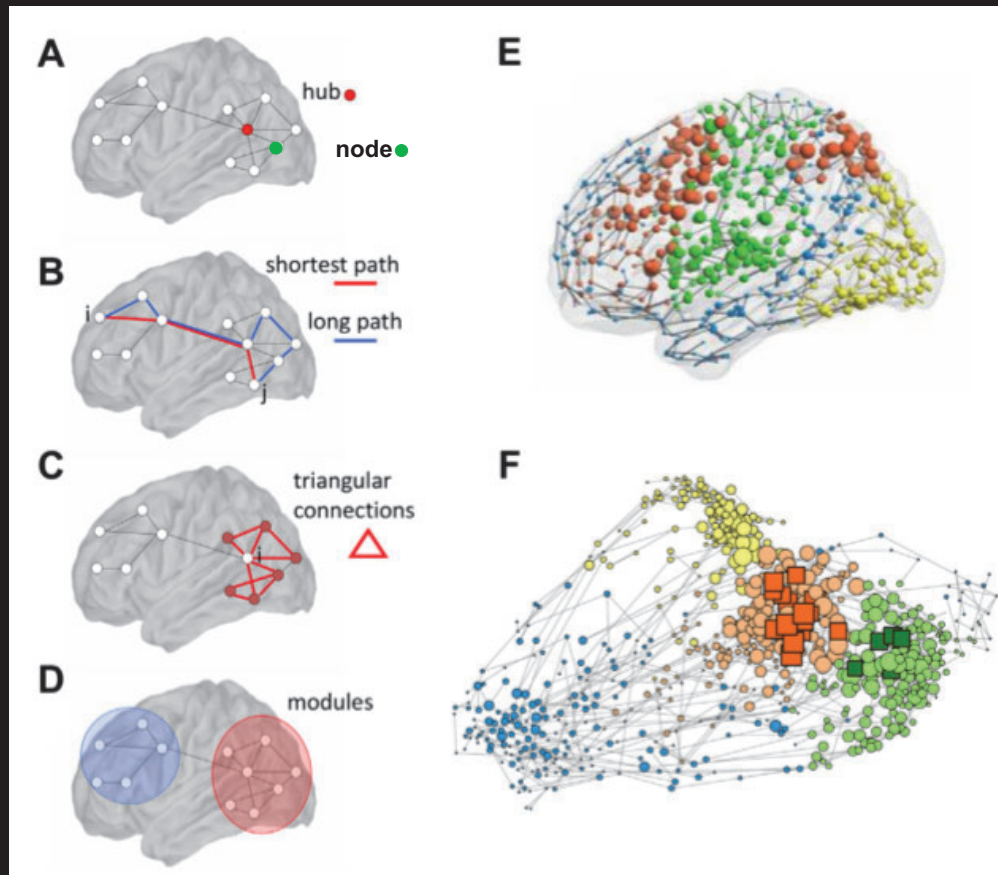 A
hub
node
B
shortest path
long path
i
j
C
triangular
connections
i
D
modules
E
F